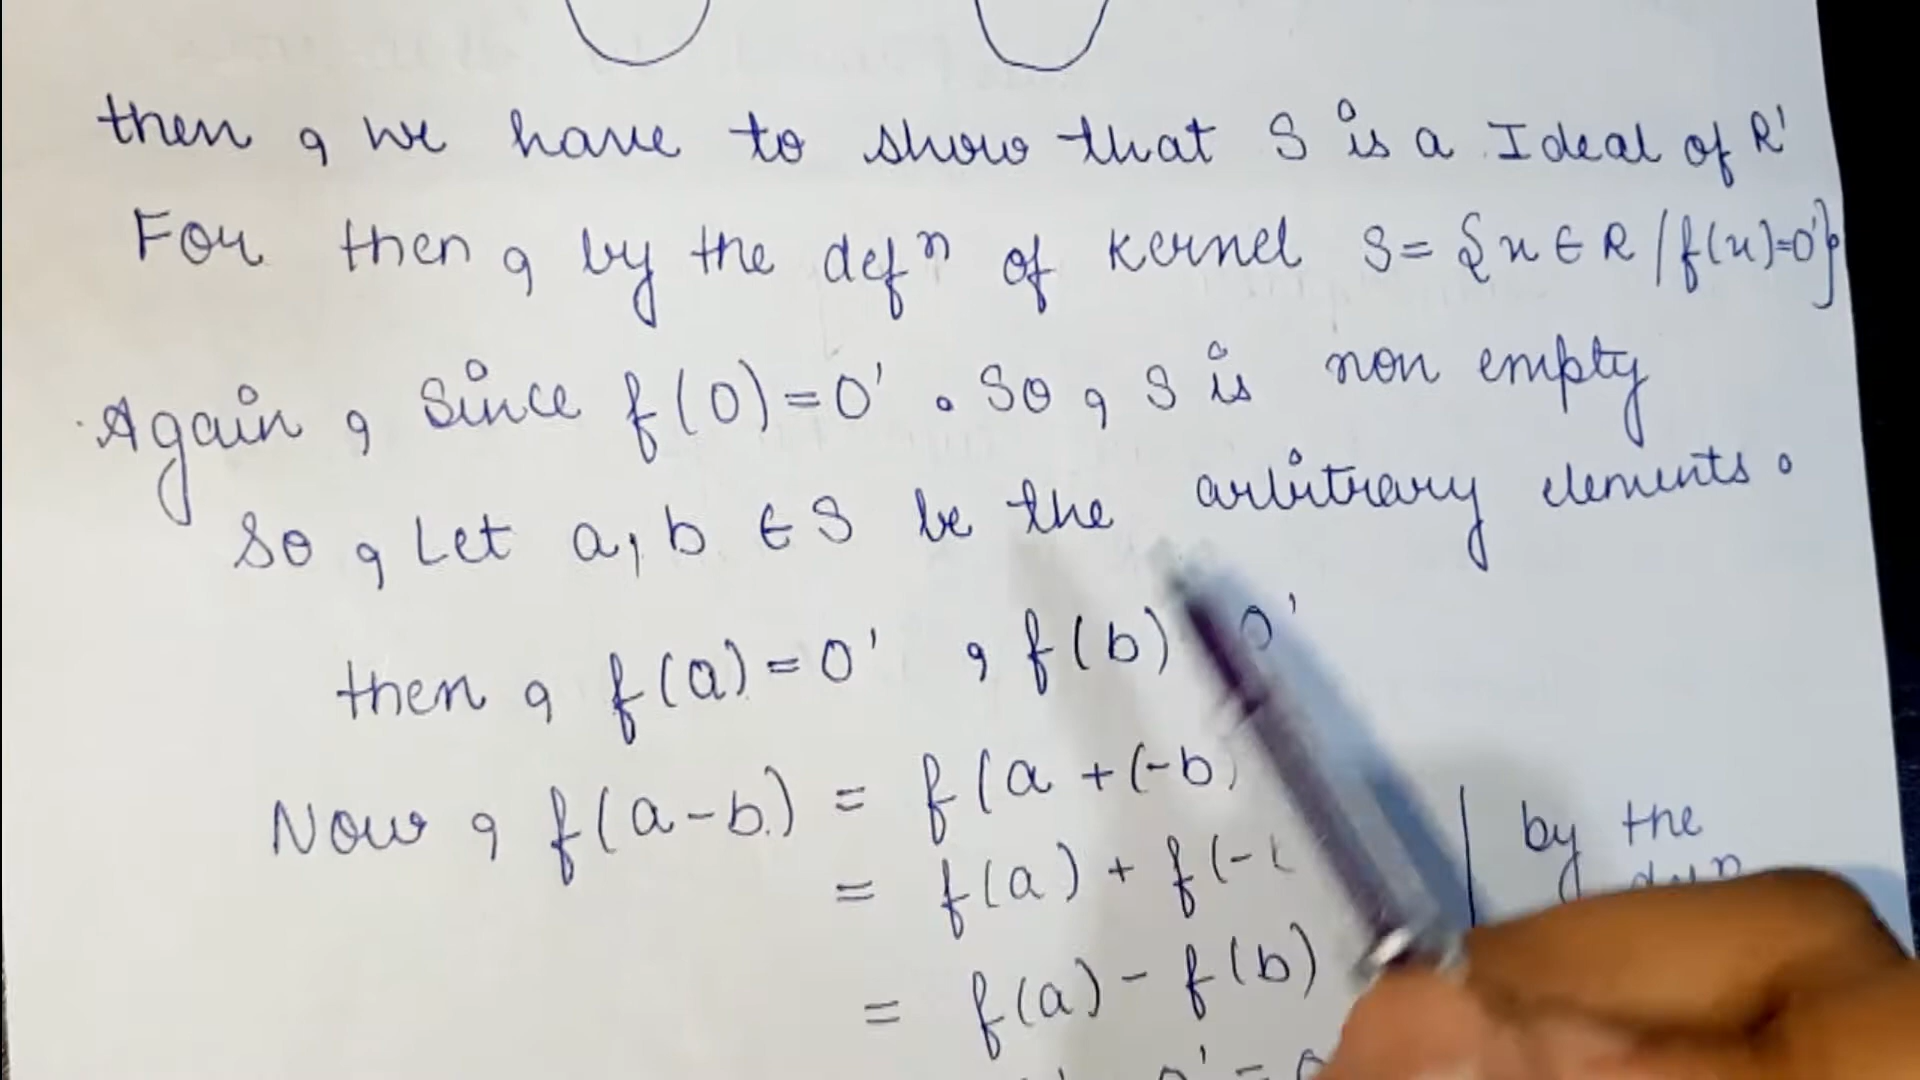 then, we have to show that S is a Ideal of R'
For then, by the defⁿ of kernel S = {x ∈ R / f(x)=0'}
Again, Since f(0)=0'. So, S is non empty
So, Let a, b ∈ S be the arbitrary elements.
then, f(a)=0' , f(b) 0'
Now, f(a-b) = f(a+(-b)
= f(a) + f(-
= f(a) - f(b)
by the